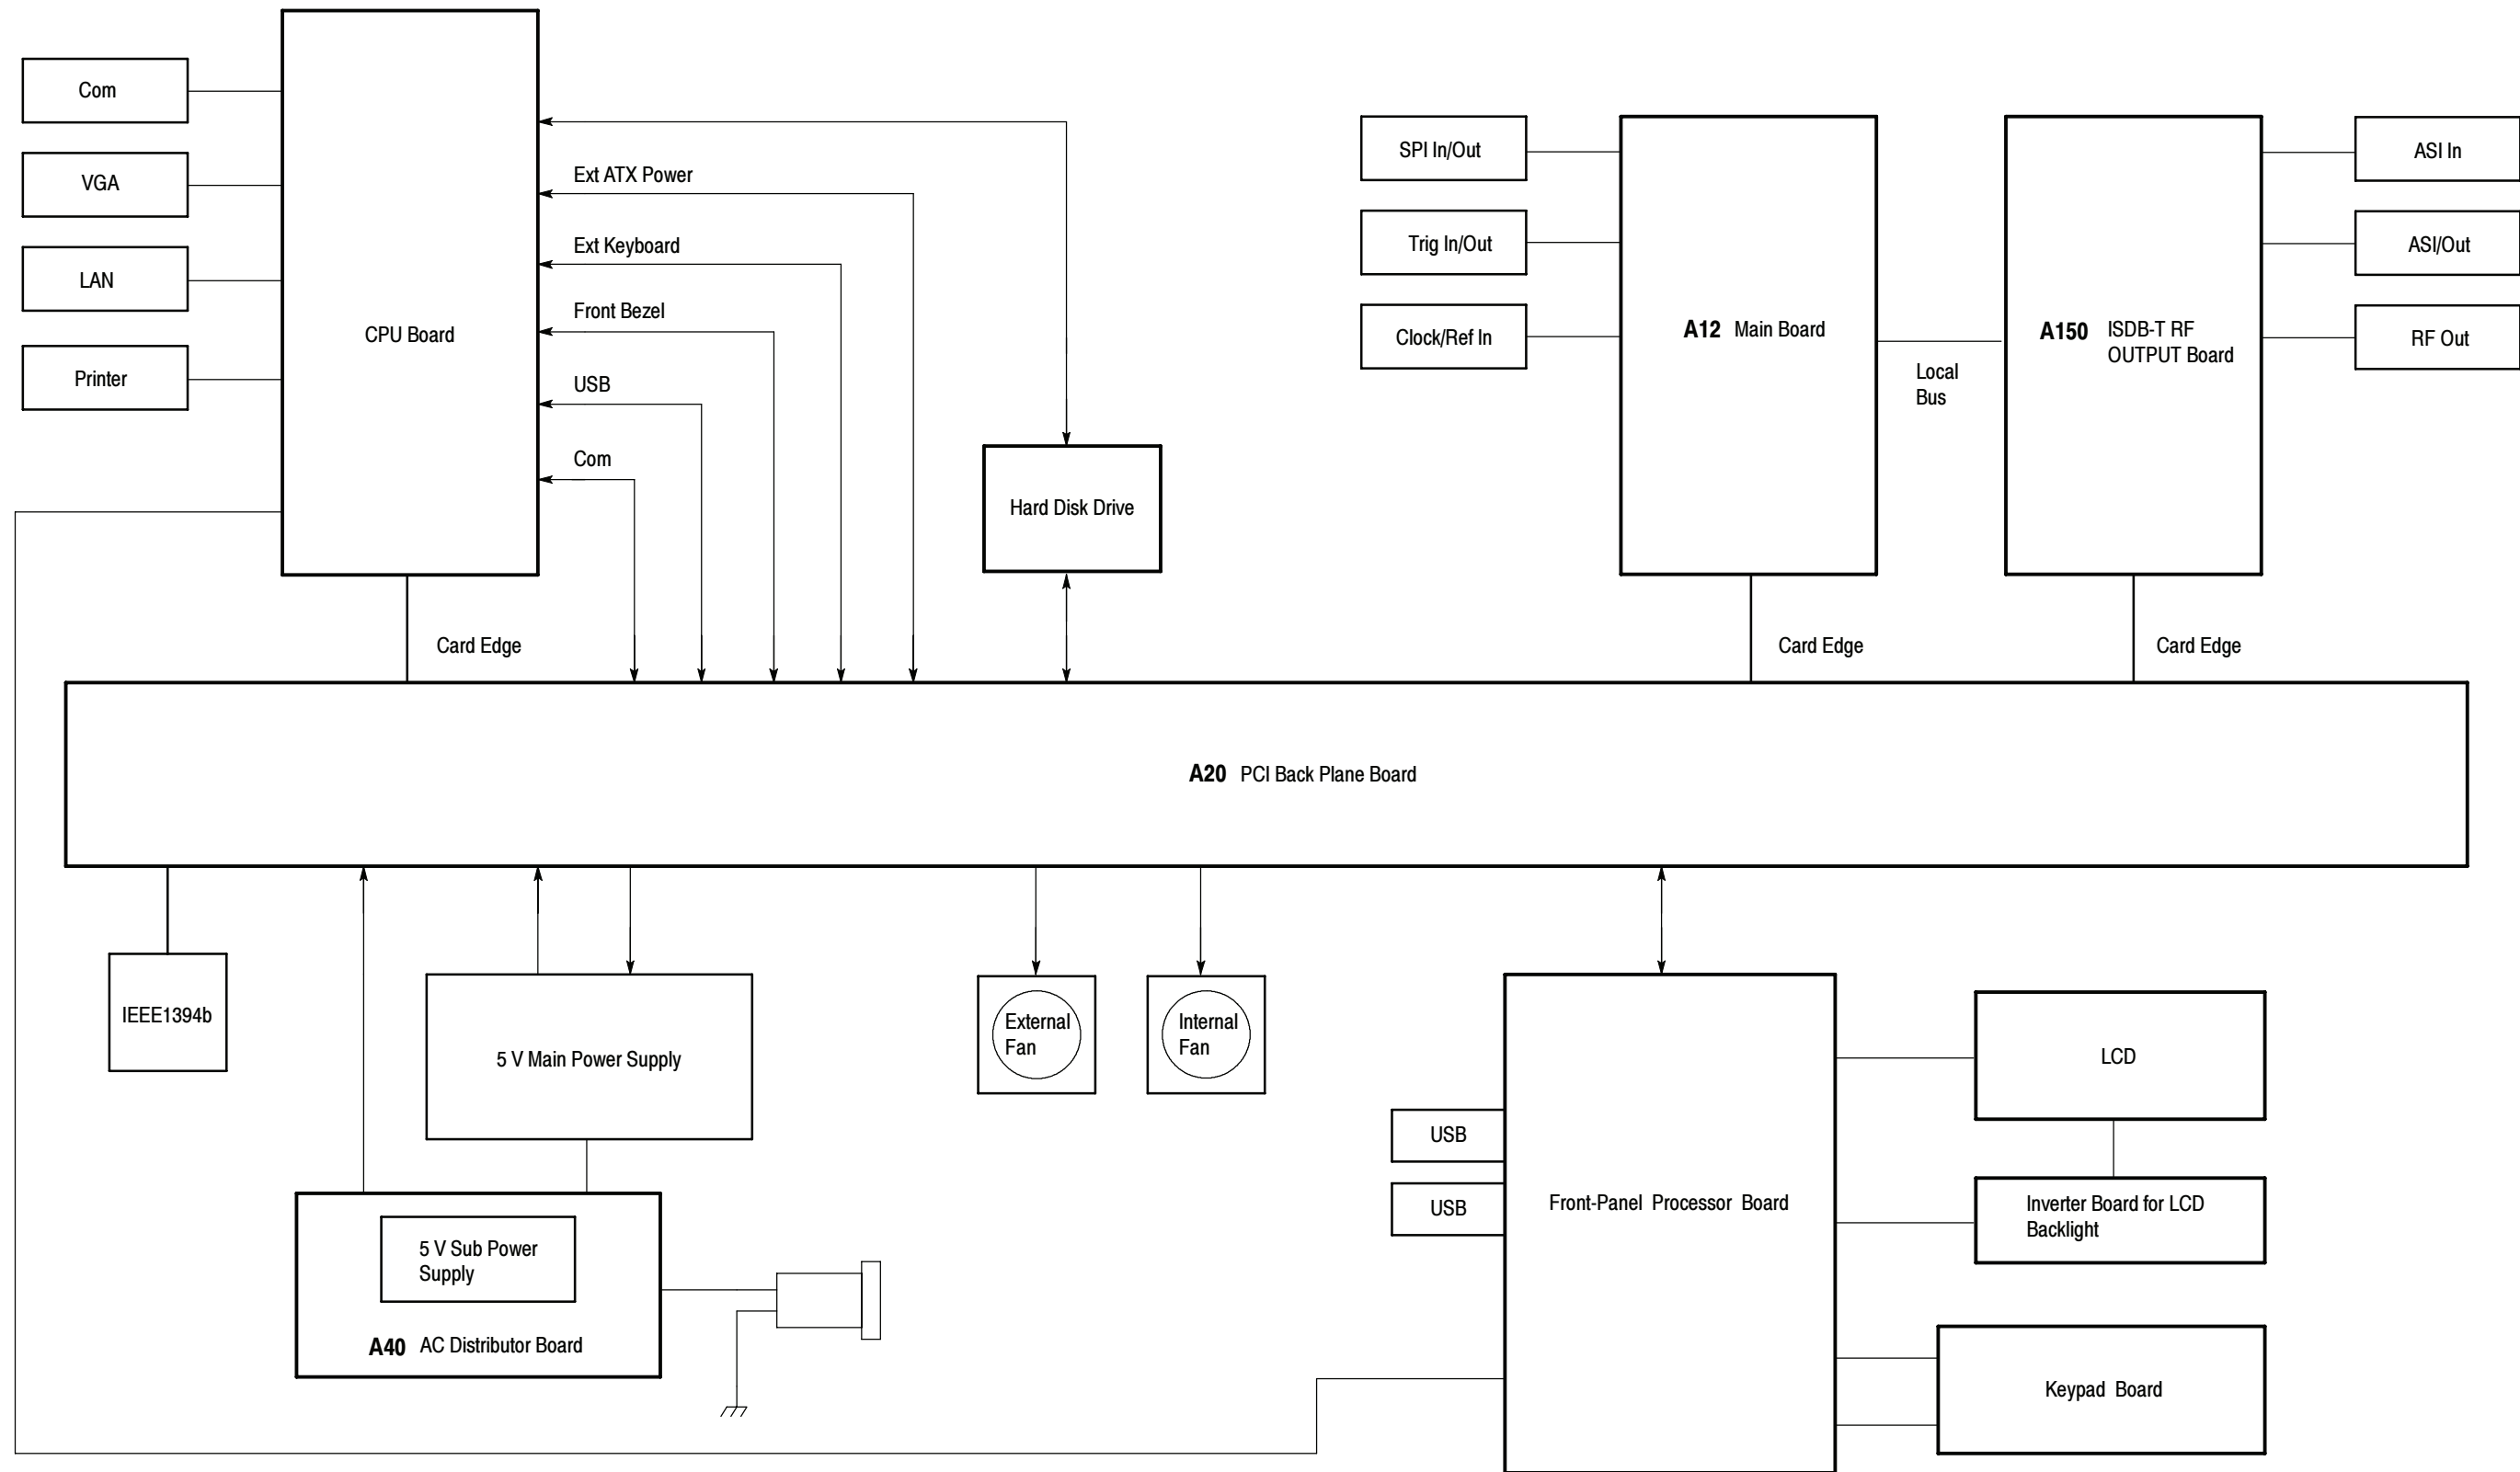 Com
VGA
LAN
Printer
CPU Board
Ext ATX Power
Ext Keyboard
Front Bezel
USB
Com
Hard Disk Drive
Card Edge
SPI In/Out
Trig In/Out
Clock/Ref In
A12 Main Board
Local
Bus
A150 ISDB-T RF
OUTPUT Board
ASI In
ASI/Out
RF Out
Card Edge
Card Edge
A20 PCI Back Plane Board
IEEE1394b
5 V Main Power Supply
External
Fan
Internal
Fan
5 V Sub Power
Supply
A40 AC Distributor Board
USB
USB
Front-Panel Processor Board
LCD
Inverter Board for LCD
Backlight
Keypad Board